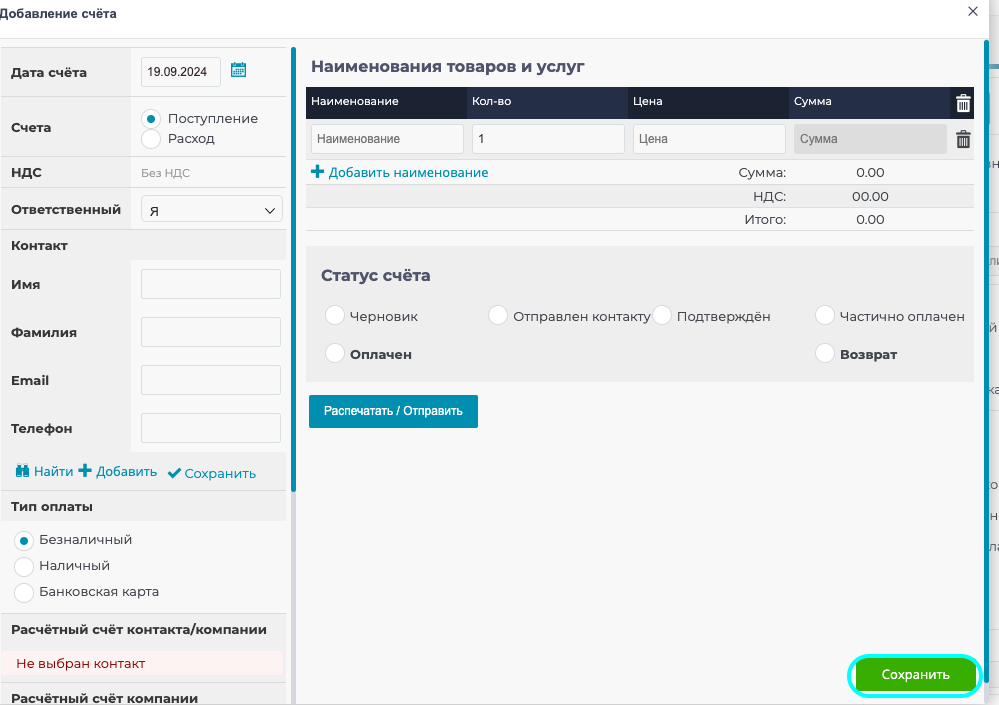 Добавление счёта
Дата счёта
19.09.2024
Счета
Поступление
Расход
НДС
Без НДС
Ответственный
Я
Контакт
Имя
Фамилия
Email
Телефон
Найти Добавить Сохранить
Тип оплаты
Безналичный
Наличный
Банковская карта
Расчётный счёт контакта/компании
Не выбран контакт
Расчётный счёт компании
Наименования товаров и услуг
Наименование Кол-во Цена Сумма
Наименование 1 Цена Сумма
Добавить наименование Сумма: 0.00
НДС: 00.00
Итого: 0.00
Статус счёта
Черновик Отправлен контакту Подтверждён Частично оплачен
Оплачен Возврат
Распечатать / Отправить
Сохранить